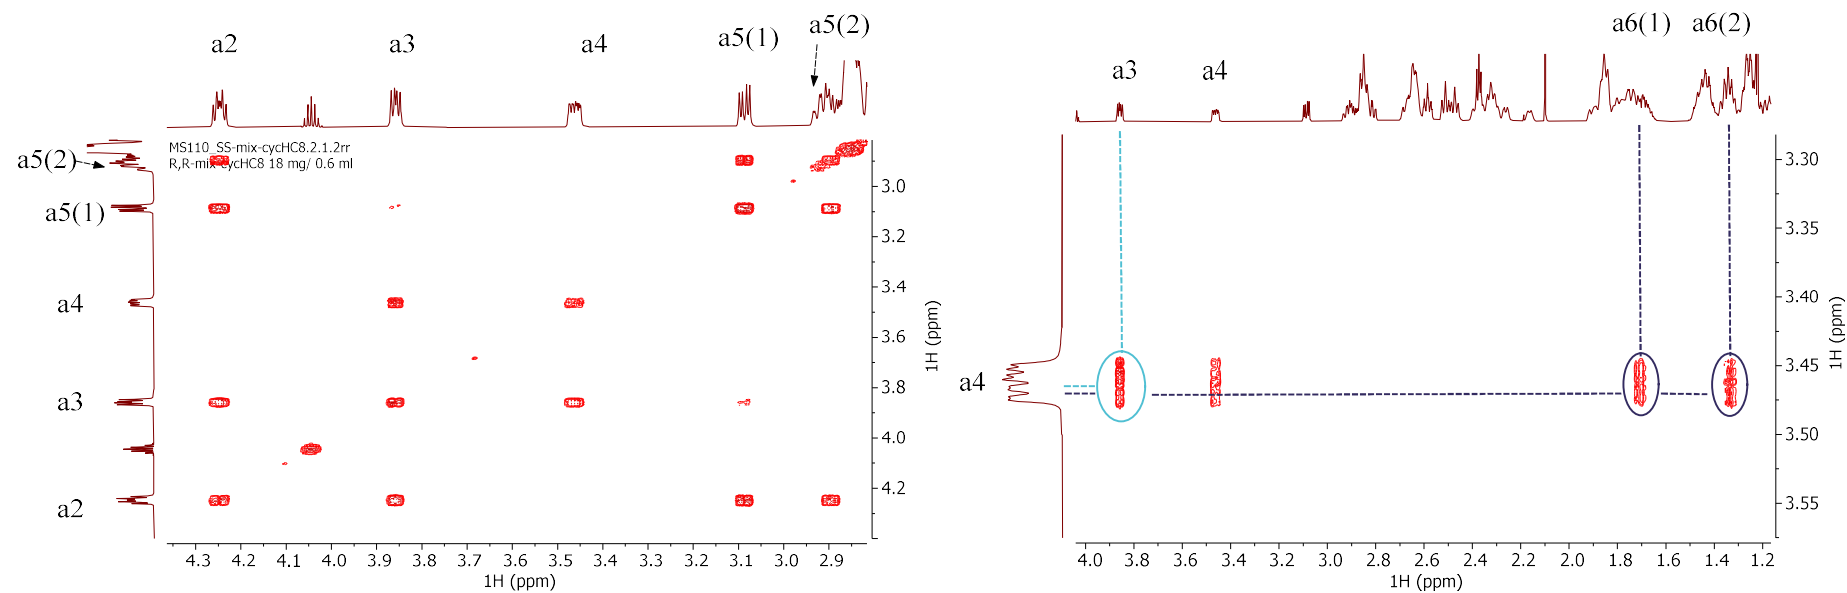 a2 a3 a4 a5(1) a5(2)
MS110_SS-mix-cycHC8.2.1.2rr
R,R-mix-cycHC8 18 mg/ 0.6 ml
a5(2)
a5(1)
a4
a3
a2
3.0
3.2
3.4
3.6
3.8
4.0
4.2
1H (ppm)
4.3 4.2 4.1 4.0 3.9 3.8 3.7 3.6 3.5 3.4 3.3 3.2 3.1 3.0 2.9
1H (ppm)
a3 a4 a6(1) a6(2)
a4
3.30
3.35
3.40
3.45
3.50
3.55
1H (ppm)
4.0 3.8 3.6 3.4 3.2 3.0 2.8 2.6 2.4 2.2 2.0 1.8 1.6 1.4 1.2
1H (ppm)